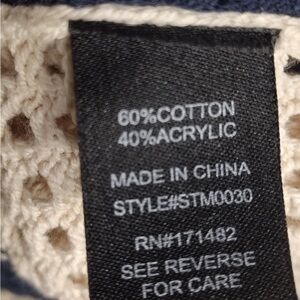 60%COTTON
40%ACRYLIC
MADE IN CHINA
STYLE#STM0030
RN#171482
SEE REVERSE
FOR CARE